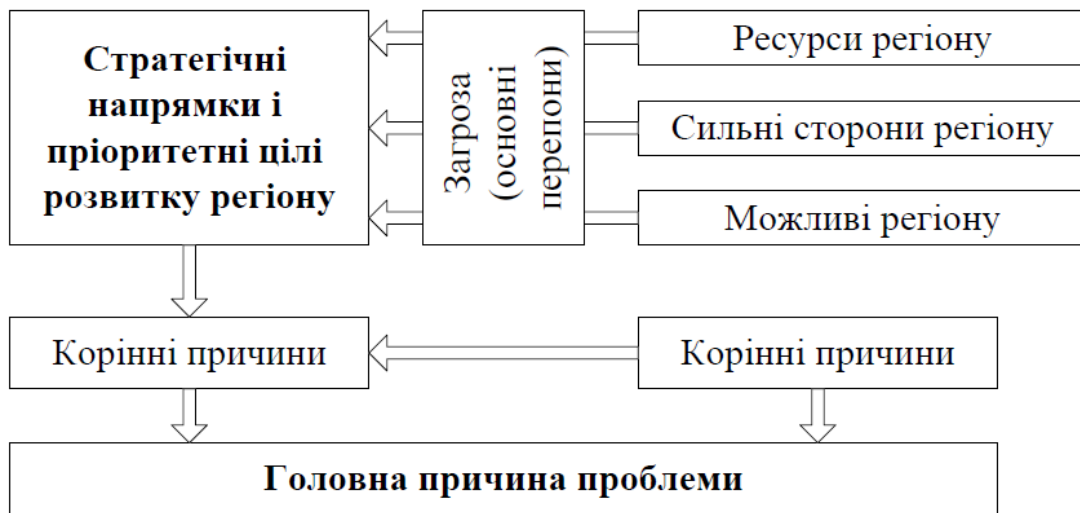 Стратегічні
напрямки і
пріоритетні цілі
розвитку регіону
Загроза
(основні
перепони)
Ресурси регіону
Сильні сторони регіону
Можливі регіону
Корінні причини
Корінні причини
Головна причина проблеми